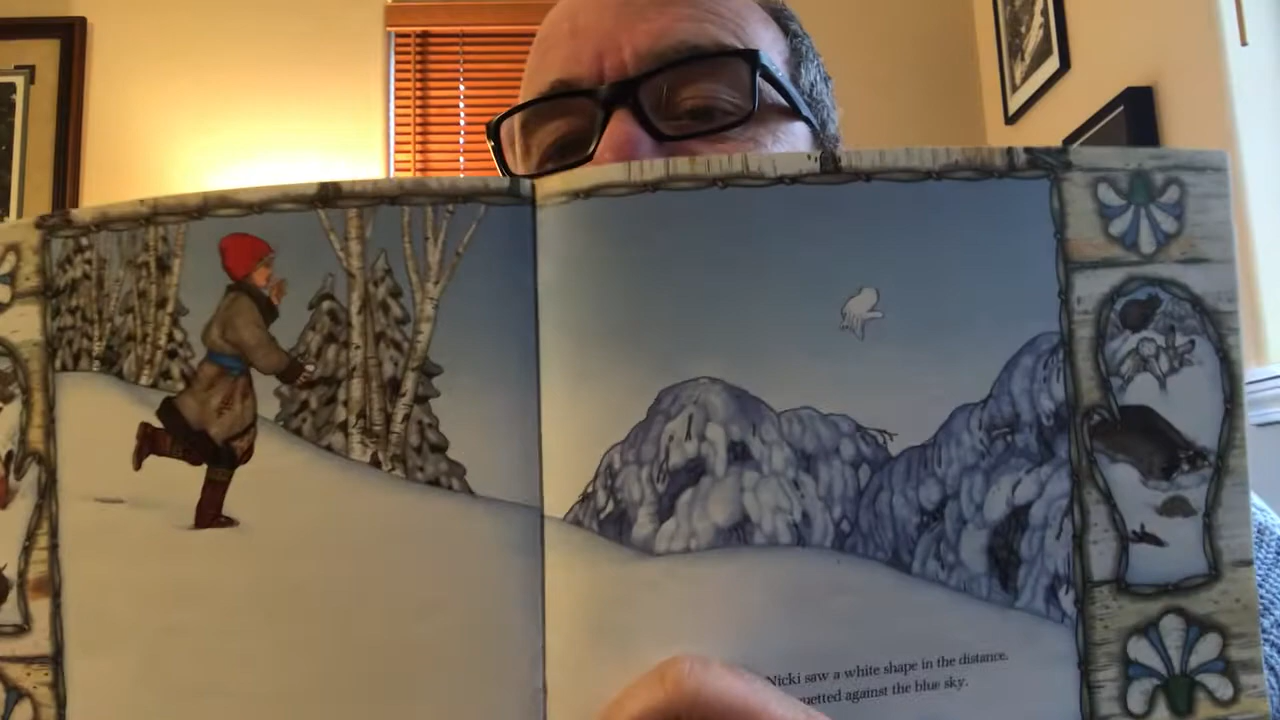 Nicki saw a white shape in the distance.
against the blue sky.